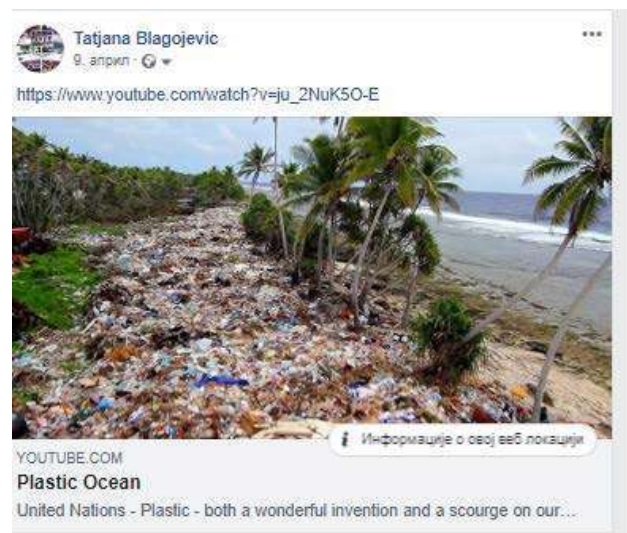 Tatjana Blagojevic
9. април ·
https://www.youtube.com/watch?v=ju_2NuK5O-E
Информације о овој веб локацији
YOUTUBE.COM
Plastic Ocean
United Nations - Plastic - both a wonderful invention and a scourge on our…